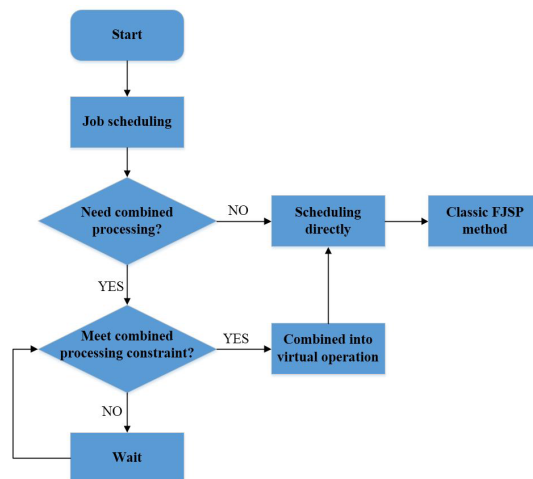 Start
Job scheduling
Need combined
processing?
NO
Scheduling
directly
Classic FJSP
method
YES
Meet combined
processing constraint?
YES
Combined into
virtual operation
NO
Wait